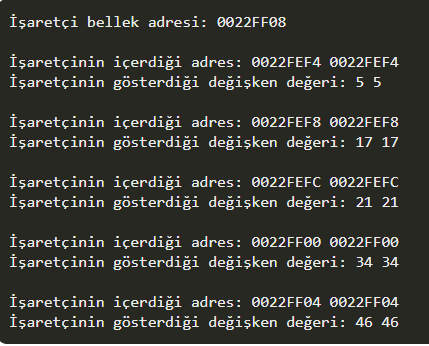 İşaretçi bellek adresi: 0022FF08
İşaretçinin içerdiği adres: 0022FEF4 0022FEF4
İşaretçinin gösterdiği değişken değeri: 5 5
İşaretçinin içerdiği adres: 0022FEF8 0022FEF8
İşaretçinin gösterdiği değişken değeri: 17 17
İşaretçinin içerdiği adres: 0022FEFC 0022FEFC
İşaretçinin gösterdiği değişken değeri: 21 21
İşaretçinin içerdiği adres: 0022FF00 0022FF00
İşaretçinin gösterdiği değişken değeri: 34 34
İşaretçinin içerdiği adres: 0022FF04 0022FF04
İşaretçinin gösterdiği değişken değeri: 46 46